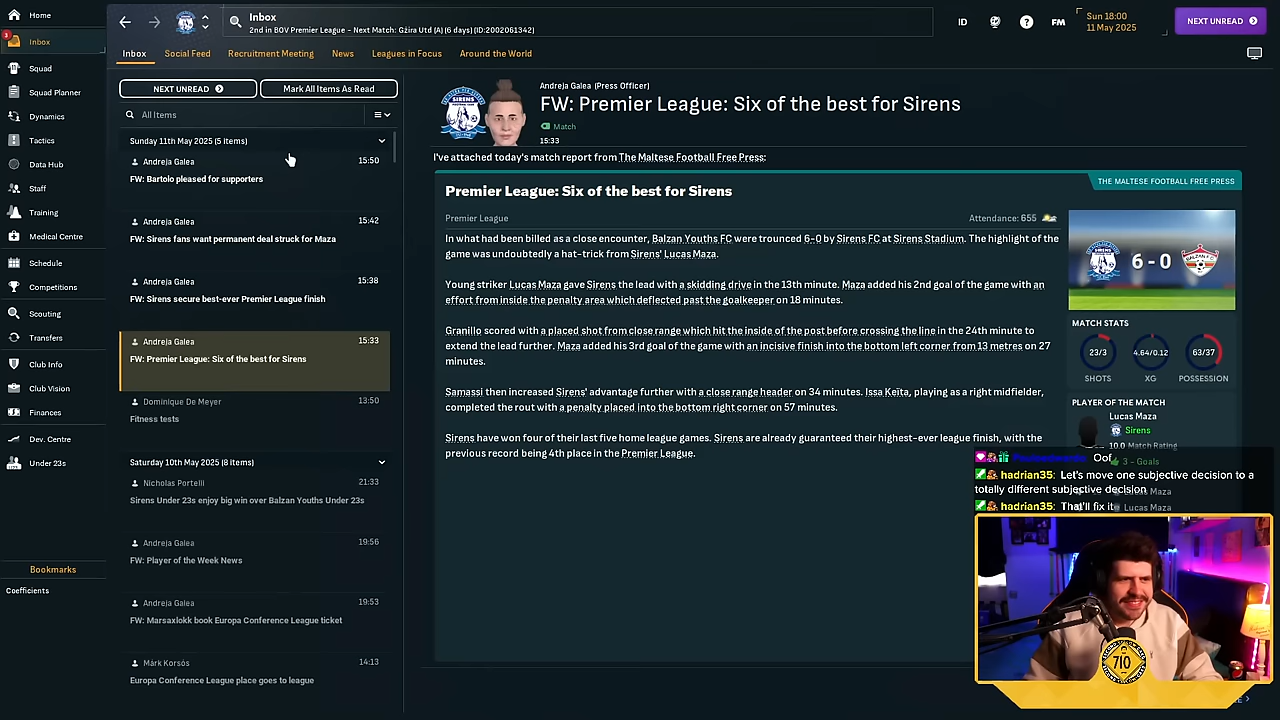 Home
Inbox
2nd in BOV Premier League - Next Match: Gżira Utd (A) (6 days) (ID:2002061342)
ID
FM
Sun 18:00
11 May 2025
NEXT UNREAD
3
Inbox
Squad
Squad Planner
Dynamics
Tactics
Data Hub
Staff
Training
Medical Centre
Schedule
Competitions
Scouting
Transfers
Club Info
Club Vision
Finances
Dev. Centre
Under 23s
Bookmarks
Coefficients
Inbox Social Feed Recruitment Meeting News Leagues in Focus Around the World
NEXT UNREAD Mark All Items As Read
All Items
Sunday 11th May 2025 (5 items)
Andreja Galea 15:50
FW: Bartolo pleased for supporters
Andreja Galea 15:42
FW: Sirens fans want permanent deal struck for Maza
Andreja Galea 15:38
FW: Sirens secure best-ever Premier League finish
Andreja Galea 15:33
FW: Premier League: Six of the best for Sirens
Dominique De Meyer 13:50
Fitness tests
Saturday 10th May 2025 (8 items)
Nicholas Portelli 21:33
Sirens Under 23s enjoy big win over Balzan Youths Under 23s
Andreja Galea 19:56
FW: Player of the Week News
Andreja Galea 19:53
FW: Marsaxlokk book Europa Conference League ticket
Márk Korsós 14:13
Europa Conference League place goes to league
SIRENS
Andreja Galea (Press Officer)
FW: Premier League: Six of the best for Sirens
Match
15:33
I've attached today's match report from The Maltese Football Free Press:
THE MALTESE FOOTBALL FREE PRESS
Premier League: Six of the best for Sirens
Premier League Attendance: 655
In what had been billed as a close encounter, Balzan Youths FC were trounced 6-0 by Sirens FC at Sirens Stadium. The highlight of the
game was undoubtedly a hat-trick from Sirens' Lucas Maza.
Young striker Lucas Maza gave Sirens the lead with a skidding drive in the 13th minute. Maza added his 2nd goal of the game with an
effort from inside the penalty area which deflected past the goalkeeper on 18 minutes.
Granillo scored with a placed shot from close range which hit the inside of the post before crossing the line in the 24th minute to
extend the lead further. Maza added his 3rd goal of the game with an incisive finish into the bottom left corner from 13 metres on 27
minutes.
Samassi then increased Sirens' advantage further with a close range header on 34 minutes. Issa Keïta, playing as a right midfielder,
completed the rout with a penalty placed into the bottom right corner on 57 minutes.
Sirens have won four of their last five home league games. Sirens are already guaranteed their highest-ever league finish, with the
previous record being 4th place in the Premier League.
6 - 0
MATCH STATS
23/3 4.64/0.12 63/37
SHOTS XG POSSESSION
PLAYER OF THE MATCH
Lucas Maza
Sirens
10.0 Match Rating
3 - Goals
Lucas Maza
Lucas Maza
Oof
hadrian35: Let's move one subjective decision to a
totally different subjective decision
hadrian35: That'll fix it
710